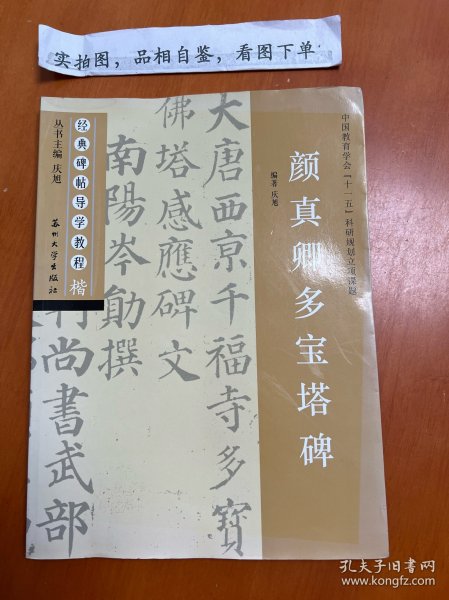 实拍图，品相自鉴，看图下单
中国教育学会“十一五”科研规划立项课题
颜真卿多宝塔碑
编著 庆旭
大唐西京千福寺多寶
佛塔感應碑文
南陽岑勛撰
判尚書武部
经典碑帖导学教程 楷
丛书主编 庆旭
苏州大学出版社
孔夫子旧书网
www.kongfz.com